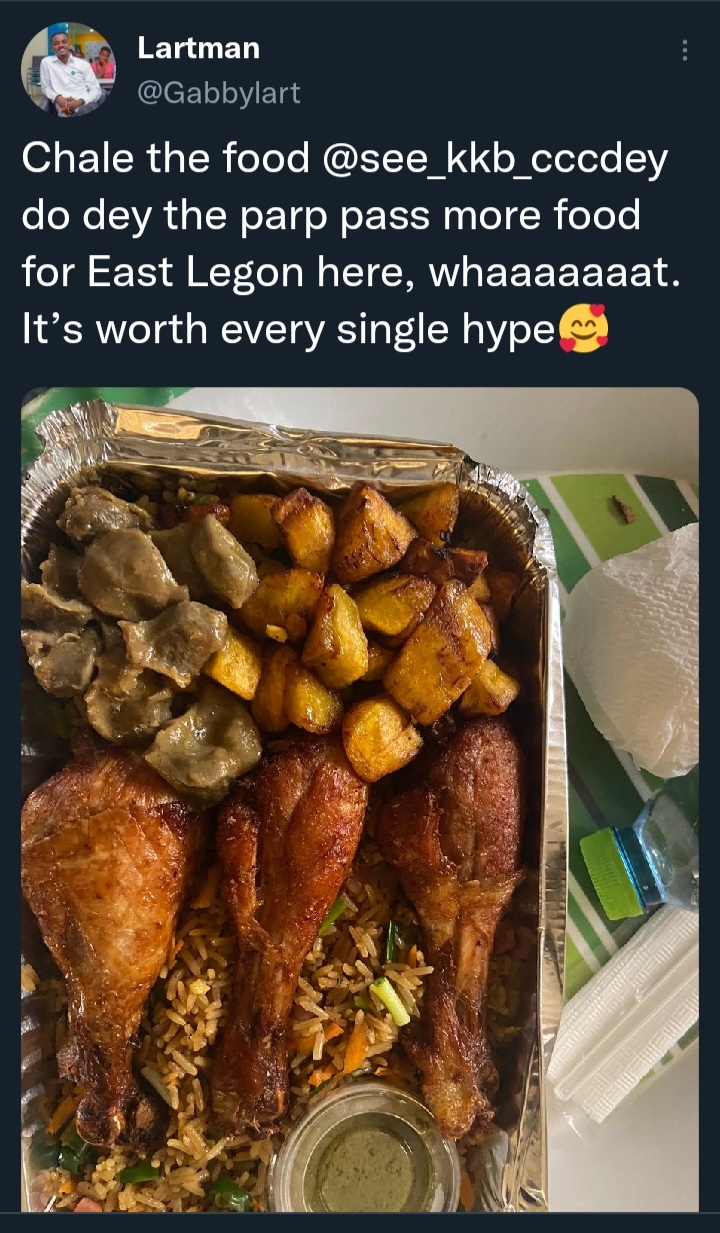 Lartman
@Gabbylart
Chale the food @see_kkb_cccdey
do dey the parp pass more food
for East Legon here, whaaaaaaat.
It’s worth every single hype🥰